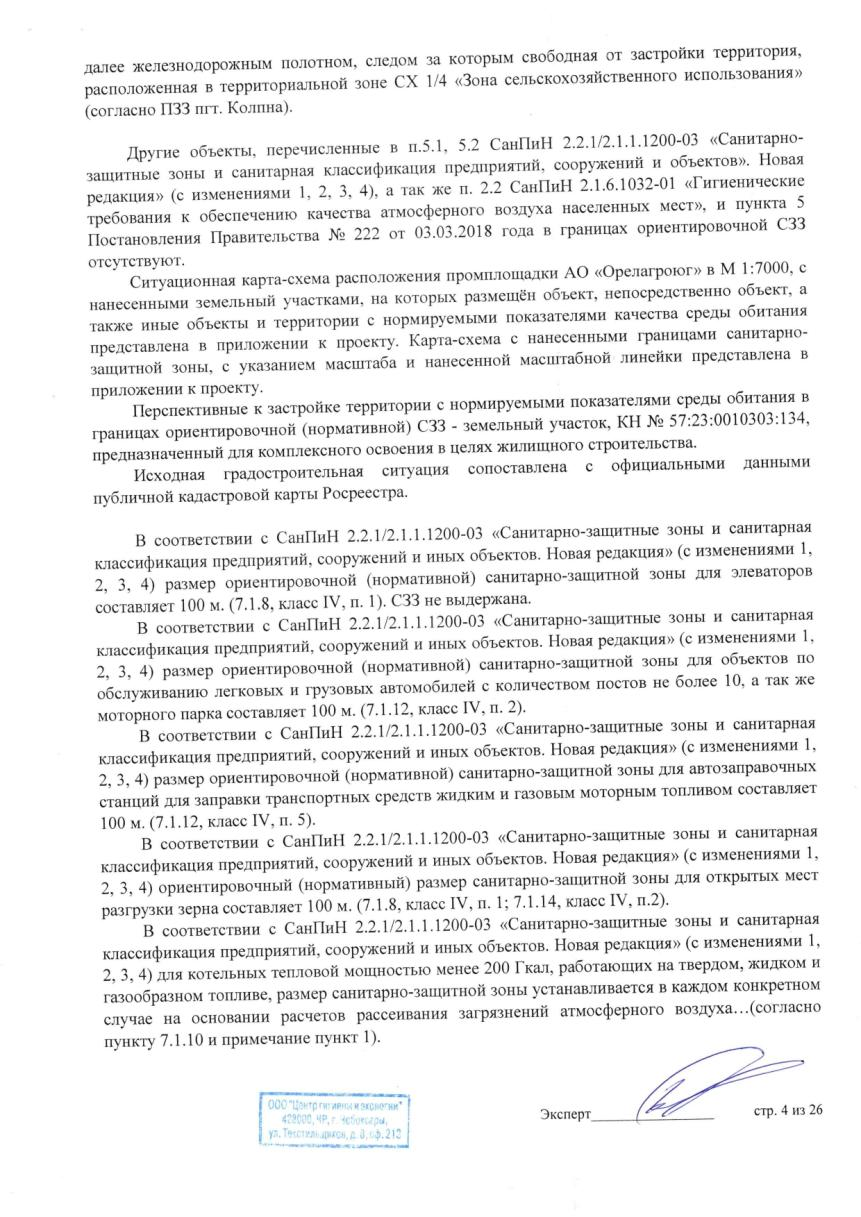 далее железнодорожным полотном, следом за которым свободная от застройки территория,
расположенная в территориальной зоне СХ 1/4 «Зона сельскохозяйственного использования»
(согласно ПЗЗ пгт. Колпна).
Другие объекты, перечисленные в п.5.1, 5.2 СанПиН 2.2.1/2.1.1.1200-03 «Санитарно-
защитные зоны и санитарная классификация предприятий, сооружений и объектов». Новая
редакция» (с изменениями 1, 2, 3, 4), а так же п. 2.2 СанПиН 2.1.6.1032-01 «Гигиенические
требования к обеспечению качества атмосферного воздуха населенных мест», и пункта 5
Постановления Правительства № 222 от 03.03.2018 года в границах ориентировочной СЗЗ
отсутствуют.
Ситуационная карта-схема расположения промплощадки АО «Орелагроюг» в М 1:7000, с
нанесенными земельный участками, на которых размещён объект, непосредственно объект, а
также иные объекты и территории с нормируемыми показателями качества среды обитания
представлена в приложении к проекту. Карта-схема с нанесенными границами санитарно-
защитной зоны, с указанием масштаба и нанесенной масштабной линейки представлена в
приложении к проекту.
Перспективные к застройке территории с нормируемыми показателями среды обитания в
границах ориентировочной (нормативной) СЗЗ - земельный участок, КН № 57:23:0010303:134,
предназначенный для комплексного освоения в целях жилищного строительства.
Исходная градостроительная ситуация сопоставлена с официальными данными
публичной кадастровой карты Росреестра.
В соответствии с СанПиН 2.2.1/2.1.1.1200-03 «Санитарно-защитные зоны и санитарная
классификация предприятий, сооружений и иных объектов. Новая редакция» (с изменениями 1,
2, 3, 4) размер ориентировочной (нормативной) санитарно-защитной зоны для элеваторов
составляет 100 м. (7.1.8, класс IV, п. 1). СЗЗ не выдержана.
В соответствии с СанПиН 2.2.1/2.1.1.1200-03 «Санитарно-защитные зоны и санитарная
классификация предприятий, сооружений и иных объектов. Новая редакция» (с изменениями 1,
2, 3, 4) размер ориентировочной (нормативной) санитарно-защитной зоны для объектов по
обслуживанию легковых и грузовых автомобилей с количеством постов не более 10, а так же
моторного парка составляет 100 м. (7.1.12, класс IV, п. 2).
В соответствии с СанПиН 2.2.1/2.1.1.1200-03 «Санитарно-защитные зоны и санитарная
классификация предприятий, сооружений и иных объектов. Новая редакция» (с изменениями 1,
2, 3, 4) размер ориентировочной (нормативной) санитарно-защитной зоны для автозаправочных
станций для заправки транспортных средств жидким и газовым моторным топливом составляет
100 м. (7.1.12, класс IV, п. 5).
В соответствии с СанПиН 2.2.1/2.1.1.1200-03 «Санитарно-защитные зоны и санитарная
классификация предприятий, сооружений и иных объектов. Новая редакция» (с изменениями 1,
2, 3, 4) ориентировочный (нормативный) размер санитарно-защитной зоны для открытых мест
разгрузки зерна составляет 100 м. (7.1.8, класс IV, п. 1; 7.1.14, класс IV, п.2).
В соответствии с СанПиН 2.2.1/2.1.1.1200-03 «Санитарно-защитные зоны и санитарная
классификация предприятий, сооружений и иных объектов. Новая редакция» (с изменениями 1,
2, 3, 4) для котельных тепловой мощностью менее 200 Гкал, работающих на твердом, жидком и
газообразном топливе, размер санитарно-защитной зоны устанавливается в каждом конкретном
случае на основании расчетов рассеивания загрязнений атмосферного воздуха…(согласно
пункту 7.1.10 и примечание пункт 1).
ООО "Центр гигиены и экологии"
428000, ЧР, г. Чебоксары,
ул. Текстильщиков, д. 8, оф. 213
Эксперт________________ стр. 4 из 26